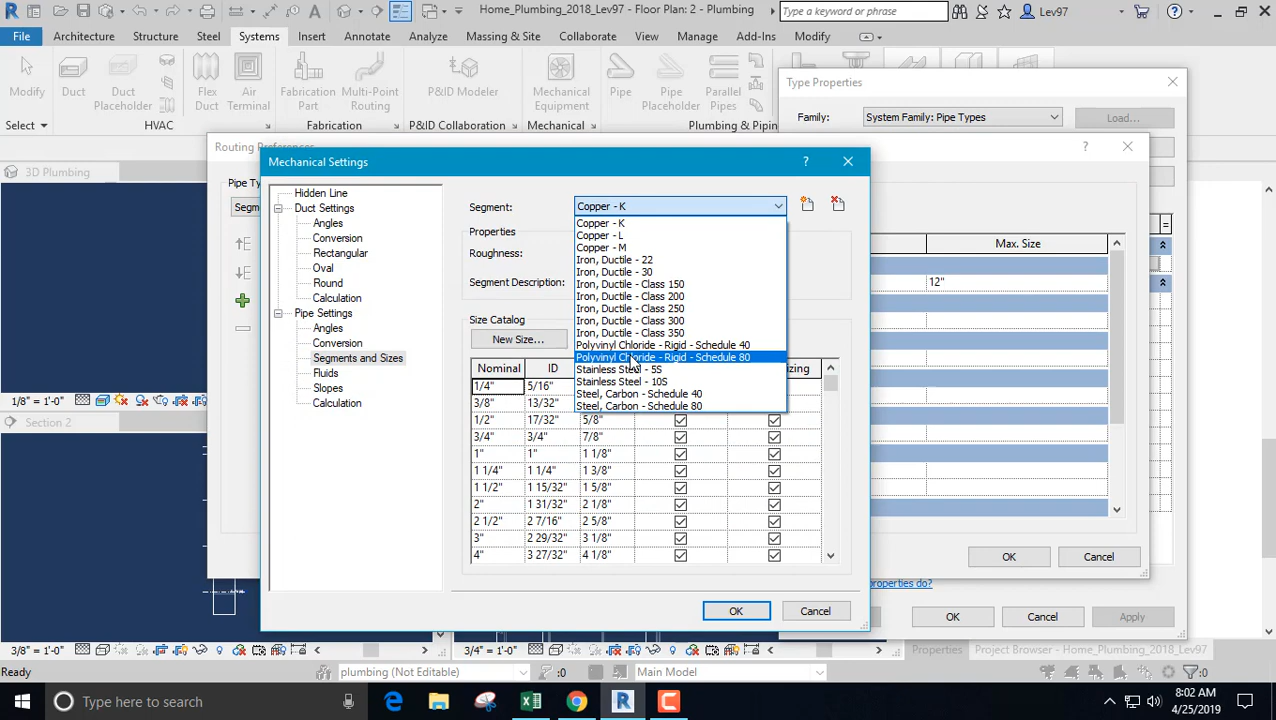 Home_Plumbing_2018_Lev97 - Floor Plan: 2 - Plumbing
Type a keyword or phrase
Lev97
File
Architecture
Structure
Steel
Systems
Insert
Annotate
Analyze
Massing & Site
Collaborate
View
Manage
Add-Ins
Modify
Modify
Duct
Duct Placeholder
Flex Duct
Air Terminal
Fabrication Part
Multi-Point Routing
P&ID Modeler
Mechanical Equipment
Pipe
Pipe Placeholder
Parallel Pipes
Select
HVAC
Fabrication
P&ID Collaboration
Mechanical
Plumbing & Pipin
Type Properties
Family:
System Family: Pipe Types
Load...
Routing Preferences
Pipe Ty
Segm
3D Plumbing
Mechanical Settings
Hidden Line
Duct Settings
Angles
Conversion
Rectangular
Oval
Round
Calculation
Pipe Settings
Angles
Conversion
Segments and Sizes
Fluids
Slopes
Calculation
Segment:
Copper - K
Properties
Roughness:
Segment Description:
Size Catalog
New Size...
Copper - K
Copper - L
Copper - M
Iron, Ductile - 22
Iron, Ductile - 30
Iron, Ductile - Class 150
Iron, Ductile - Class 200
Iron, Ductile - Class 250
Iron, Ductile - Class 300
Iron, Ductile - Class 350
Polyvinyl Chloride - Rigid - Schedule 40
Polyvinyl Chloride - Rigid - Schedule 80
Stainless Steel - 5S
Stainless Steel - 10S
Steel, Carbon - Schedule 40
Steel, Carbon - Schedule 80
Nominal ID izing
1/4" 5/16"
3/8" 13/32"
1/2" 17/32" 5/8"
3/4" 3/4" 7/8"
1" 1" 1 1/8"
1 1/4" 1 1/4" 1 3/8"
1 1/2" 1 15/32" 1 5/8"
2" 1 31/32" 2 1/8"
2 1/2" 2 7/16" 2 5/8"
3" 2 29/32" 3 1/8"
4" 3 27/32" 4 1/8"
OK
Cancel
Max. Size
12"
OK
Cancel
properties do?
OK
Cancel
Apply
1/8" = 1'-0"
Section 2
3/8" = 1'-0"
3/4" = 1'-0"
Properties
Project Browser - Home_Plumbing_2018_Lev97
Ready
plumbing (Not Editable)
:0
Main Model
:0
Type here to search
8:02 AM
4/25/2019